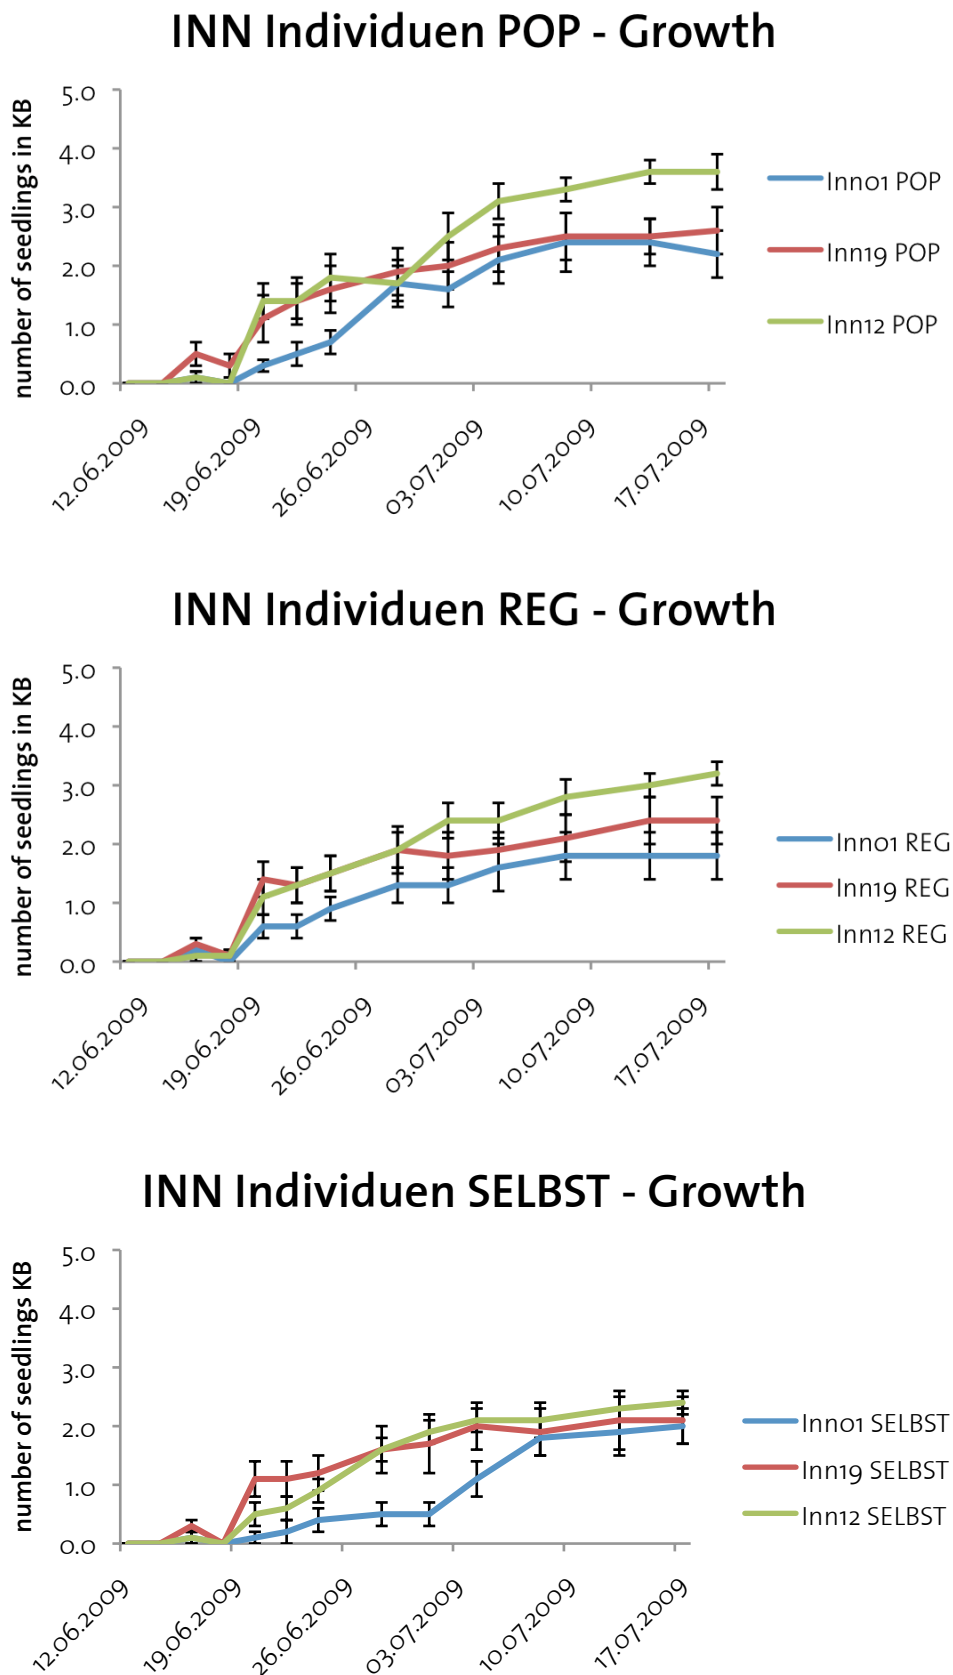 INN Individuen POP - Growth
number of seedlings in KB
5.0
4.0
3.0
2.0
1.0
0.0
12.06.2009
19.06.2009
26.06.2009
03.07.2009
10.07.2009
17.07.2009
Inn01 POP
Inn19 POP
Inn12 POP
INN Individuen REG - Growth
number of seedlings in KB
5.0
4.0
3.0
2.0
1.0
0.0
12.06.2009
19.06.2009
26.06.2009
03.07.2009
10.07.2009
17.07.2009
Inn01 REG
Inn19 REG
Inn12 REG
INN Individuen SELBST - Growth
number of seedlings KB
5.0
4.0
3.0
2.0
1.0
0.0
12.06.2009
19.06.2009
26.06.2009
03.07.2009
10.07.2009
17.07.2009
Inn01 SELBST
Inn19 SELBST
Inn12 SELBST